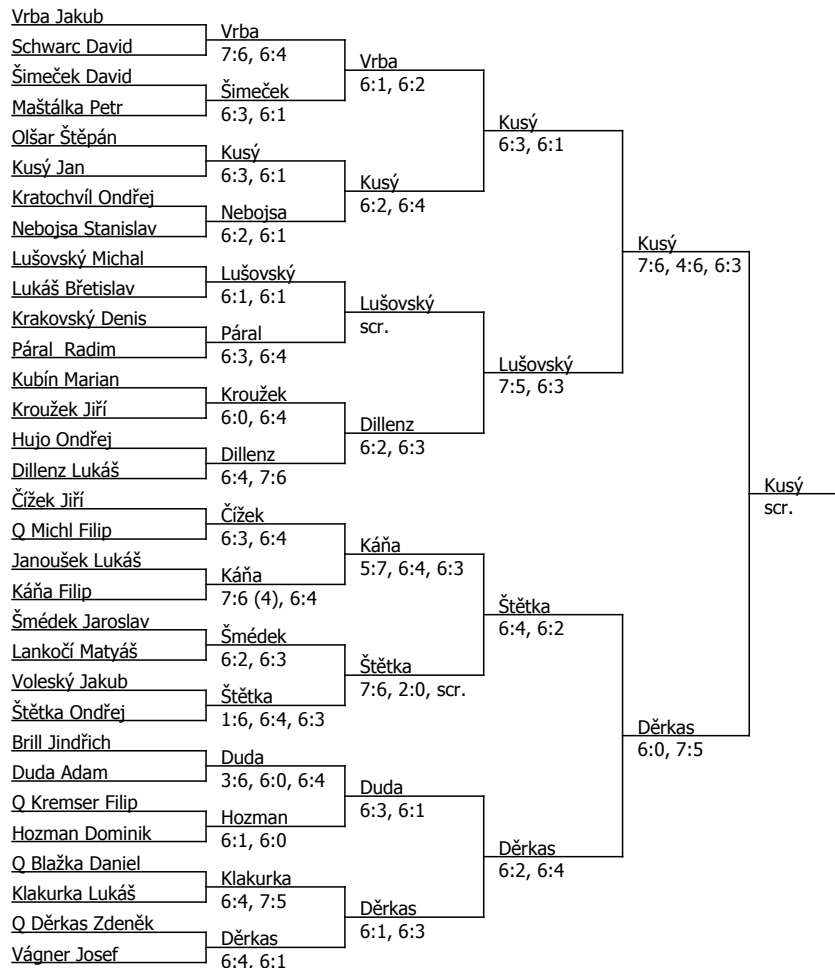 Vrba Jakub
Schwarc David
Šimeček David
Maštálka Petr
Olšar Štěpán
Kusý Jan
Kratochvíl Ondřej
Nebojsa Stanislav
Lušovský Michal
Lukáš Břetislav
Krakovský Denis
Páral  Radim
Kubín Marian
Kroužek Jiří
Hujo Ondřej
Dillenz Lukáš
Čížek Jiří
Q Michl Filip
Janoušek Lukáš
Káňa Filip
Šmédek Jaroslav
Lankočí Matyáš
Voleský Jakub
Štětka Ondřej
Brill Jindřich
Duda Adam
Q Kremser Filip
Hozman Dominik
Q Blažka Daniel
Klakurka Lukáš
Q Děrkas Zdeněk
Vágner Josef
Vrba
7:6, 6:4
Šimeček
6:3, 6:1
Kusý
6:3, 6:1
Nebojsa
6:2, 6:1
Lušovský
6:1, 6:1
Páral
6:3, 6:4
Kroužek
6:0, 6:4
Dillenz
6:4, 7:6
Čížek
6:3, 6:4
Káňa
7:6 (4), 6:4
Šmédek
6:2, 6:3
Štětka
1:6, 6:4, 6:3
Duda
3:6, 6:0, 6:4
Hozman
6:1, 6:0
Klakurka
6:4, 7:5
Děrkas
6:4, 6:1
Vrba
6:1, 6:2
Kusý
6:2, 6:4
Lušovský
scr.
Dillenz
6:2, 6:3
Káňa
5:7, 6:4, 6:3
Štětka
7:6, 2:0, scr.
Duda
6:3, 6:1
Děrkas
6:1, 6:3
Kusý
6:3, 6:1
Lušovský
7:5, 6:3
Štětka
6:4, 6:2
Děrkas
6:2, 6:4
Kusý
7:6, 4:6, 6:3
Děrkas
6:0, 7:5
Kusý
scr.